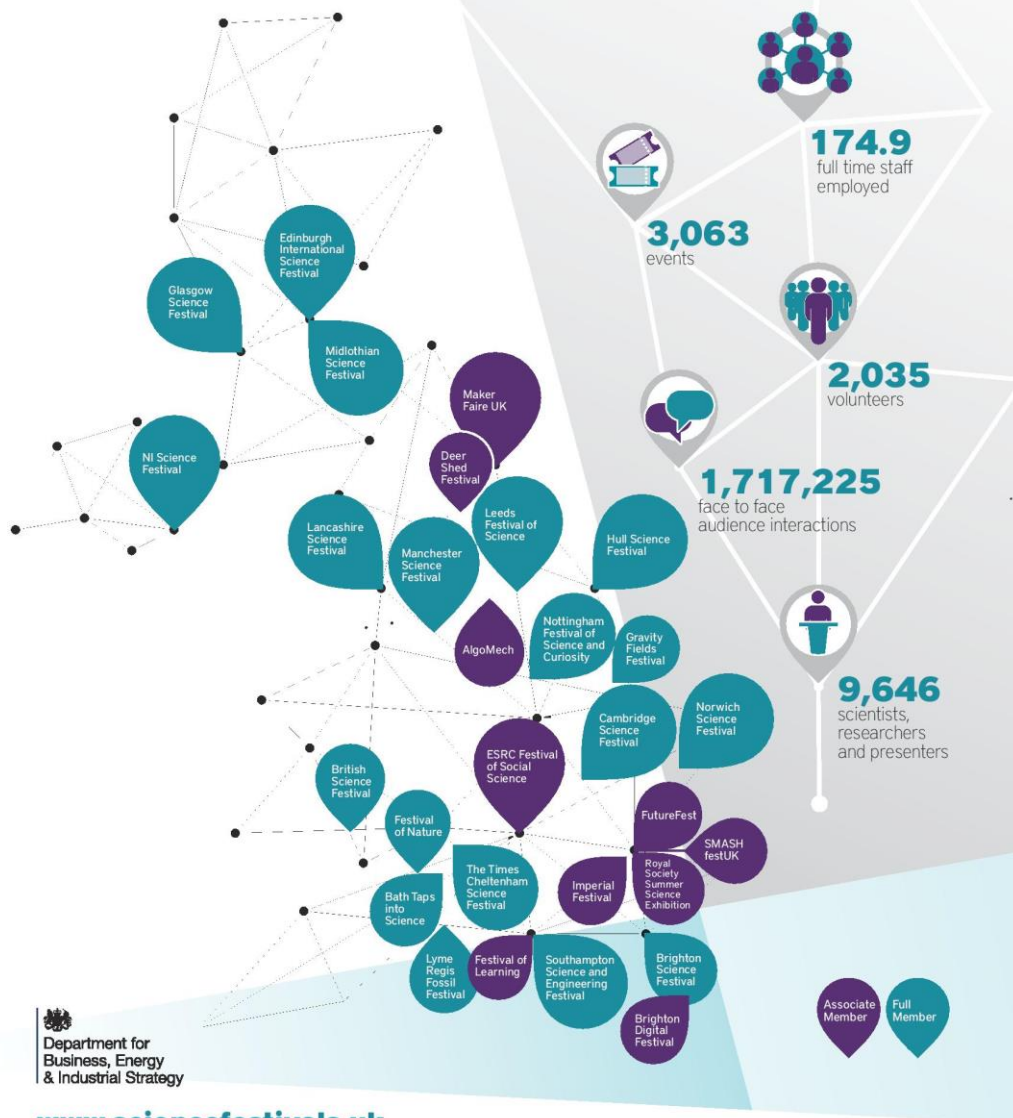 174.9
full time staff
employed
3,063
events
Edinburgh
International
Science
Festival
Glasgow
Science
Festival
Midlothian
Science
Festival
2,035
volunteers
Maker
Faire UK
NI Science
Festival
Deer
Shed
Festival
1,717,225
face to face
audience interactions
Lancashire
Science
Festival
Manchester
Science
Festival
Leeds
Festival of
Science
Hull Science
Festival
AlgoMech
Nottingham
Festival of
Science and
Curiosity
Gravity
Fields
Festival
9,646
scientists,
researchers
and presenters
Cambridge
Science
Festival
Norwich
Science
Festival
British
Science
Festival
ESRC Festival
of Social
Science
Festival
of Nature
FutureFest
SMASH
festUK
The Times
Cheltenham
Science
Festival
Imperial
Festival
Royal
Society
Summer
Science
Exhibition
Bath Taps
into
Science
Lyme
Regis
Fossil
Festival
Festival of
Learning
Southampton
Science and
Engineering
Festival
Brighton
Science
Festival
Brighton
Digital
Festival
Associate
Member
Full
Member
Department for
Business, Energy
& Industrial Strategy
www.sciencefestivals.uk